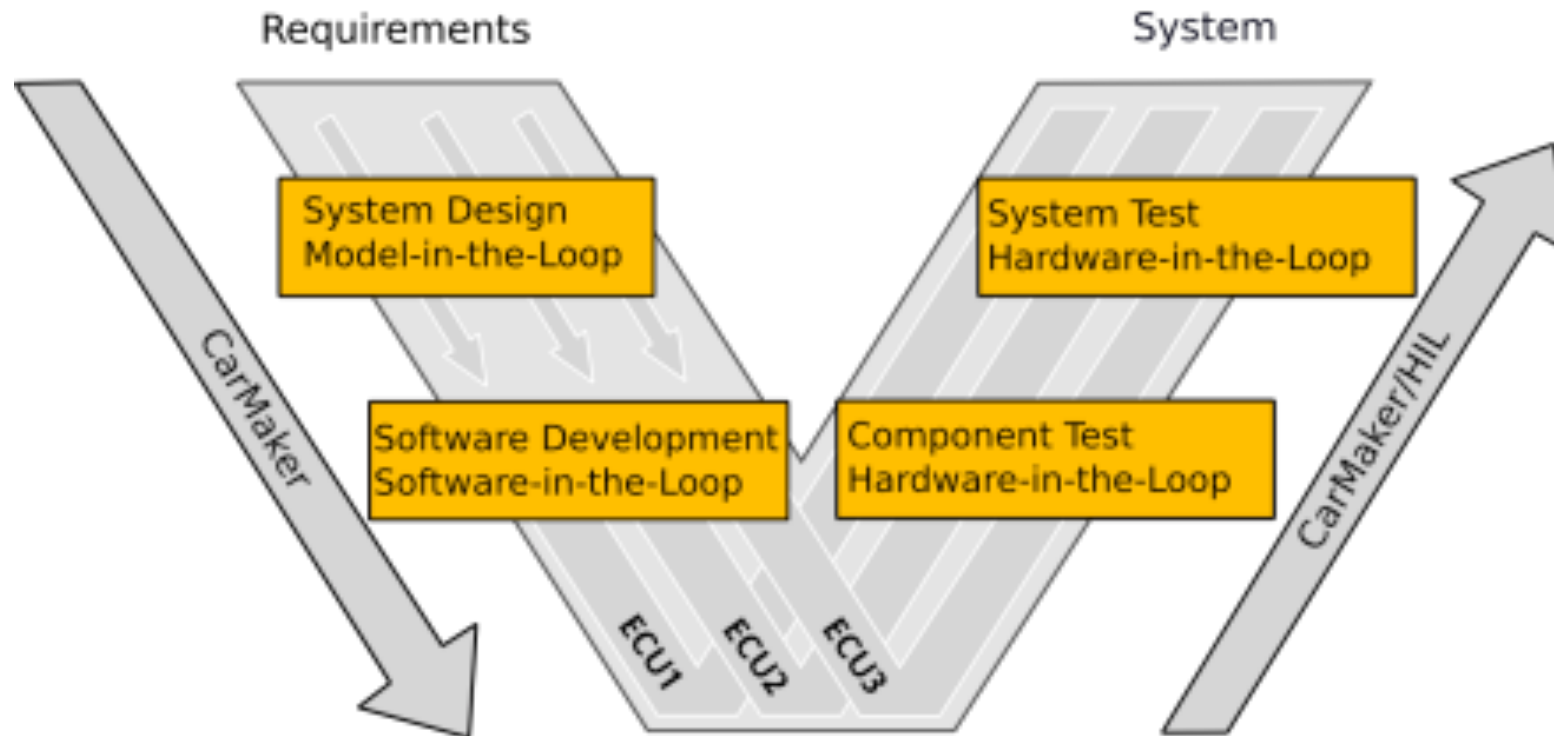 Requirements
System
System Design
Model-in-the-Loop
System Test
Hardware-in-the-Loop
CarMaker
Software Development
Software-in-the-Loop
Component Test
Hardware-in-the-Loop
CarMaker/HIL
ECU1
ECU2
ECU3